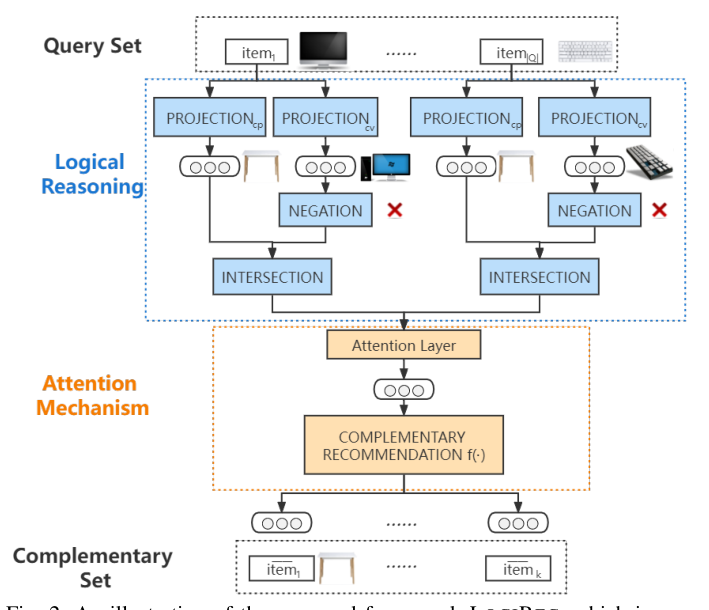 Query Set
item1 ...... item|Q|
PROJECTIONcp PROJECTIONcv PROJECTIONcp PROJECTIONcv
Logical
Reasoning
NEGATION NEGATION
INTERSECTION INTERSECTION
Attention Layer
Attention
Mechanism
COMPLEMENTARY
RECOMMENDATION f(·)
......
Complementary
Set
item1 ...... itemk